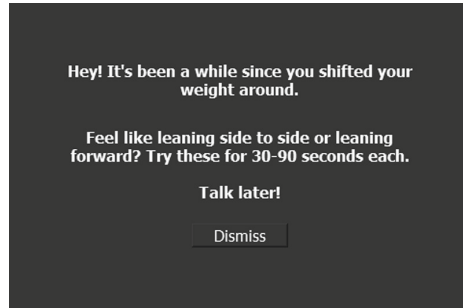 Hey! It's been a while since you shifted your
weight around.
Feel like leaning side to side or leaning
forward? Try these for 30-90 seconds each.
Talk later!
Dismiss